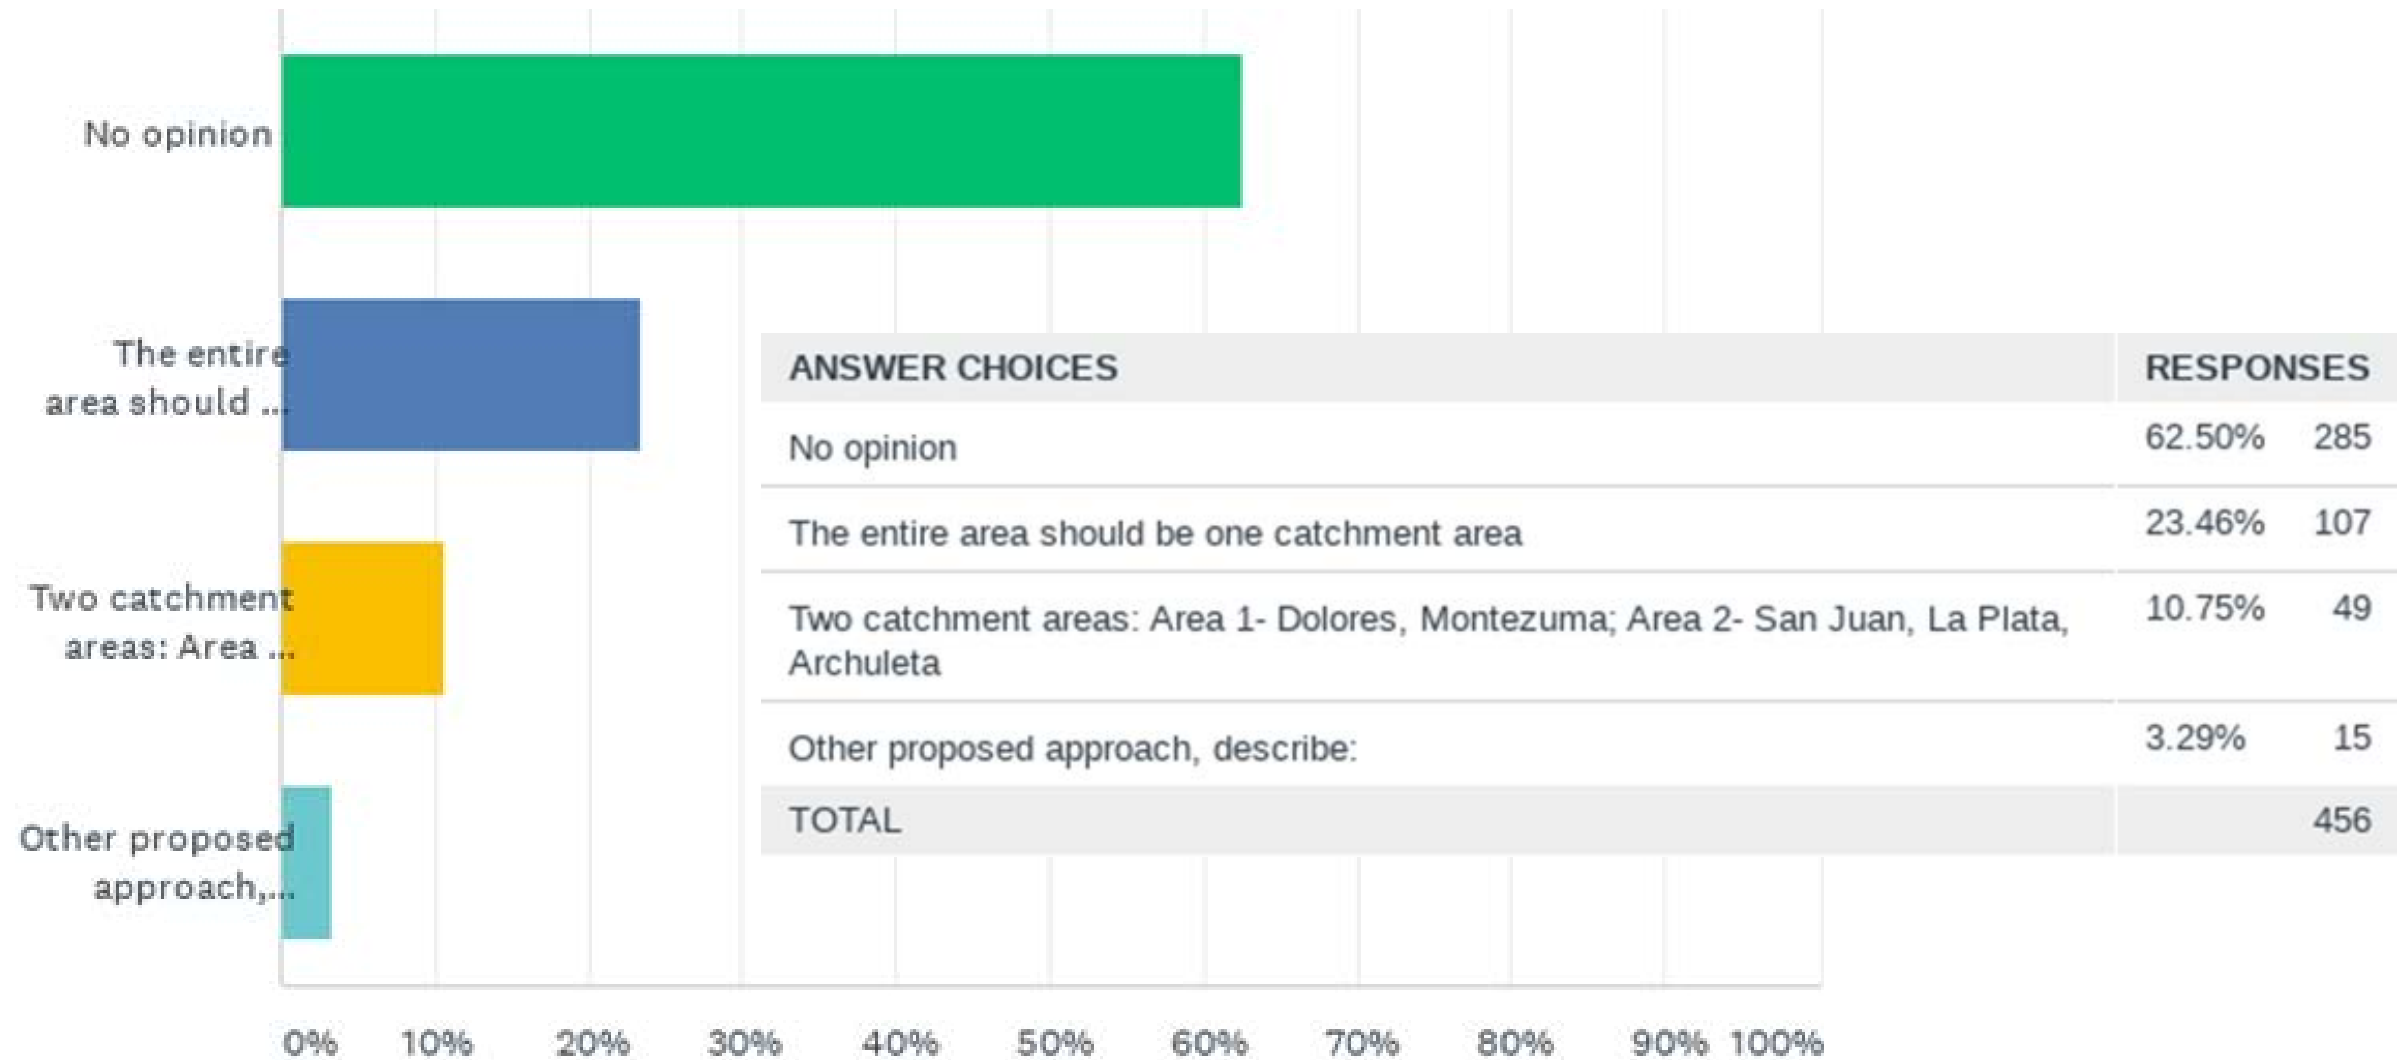 No opinion
The entire
area should ...
Two catchment
areas: Area ...
Other proposed
approach,...
0% 10% 20% 30% 40% 50% 60% 70% 80% 90% 100%
ANSWER CHOICES RESPONSES
No opinion 62.50% 285
The entire area should be one catchment area 23.46% 107
Two catchment areas: Area 1- Dolores, Montezuma; Area 2- San Juan, La Plata, 10.75% 49
Archuleta
Other proposed approach, describe: 3.29% 15
TOTAL 456